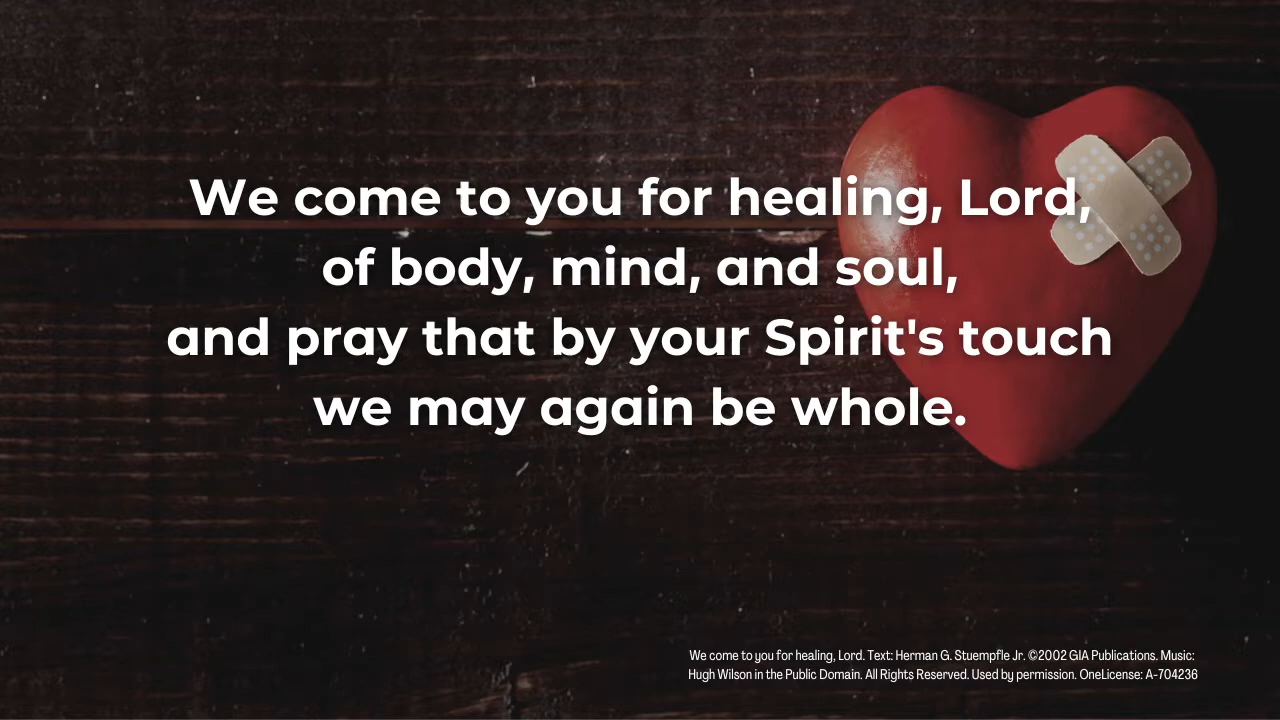 We come to you for healing, Lord,
of body, mind, and soul,
and pray that by your Spirit's touch
we may again be whole.
We come to you for healing, Lord. Text: Herman G. Stuempfle Jr. ©2002 GIA Publications. Music:
Hugh Wilson in the Public Domain. All Rights Reserved. Used by permission. OneLicense: A-704236